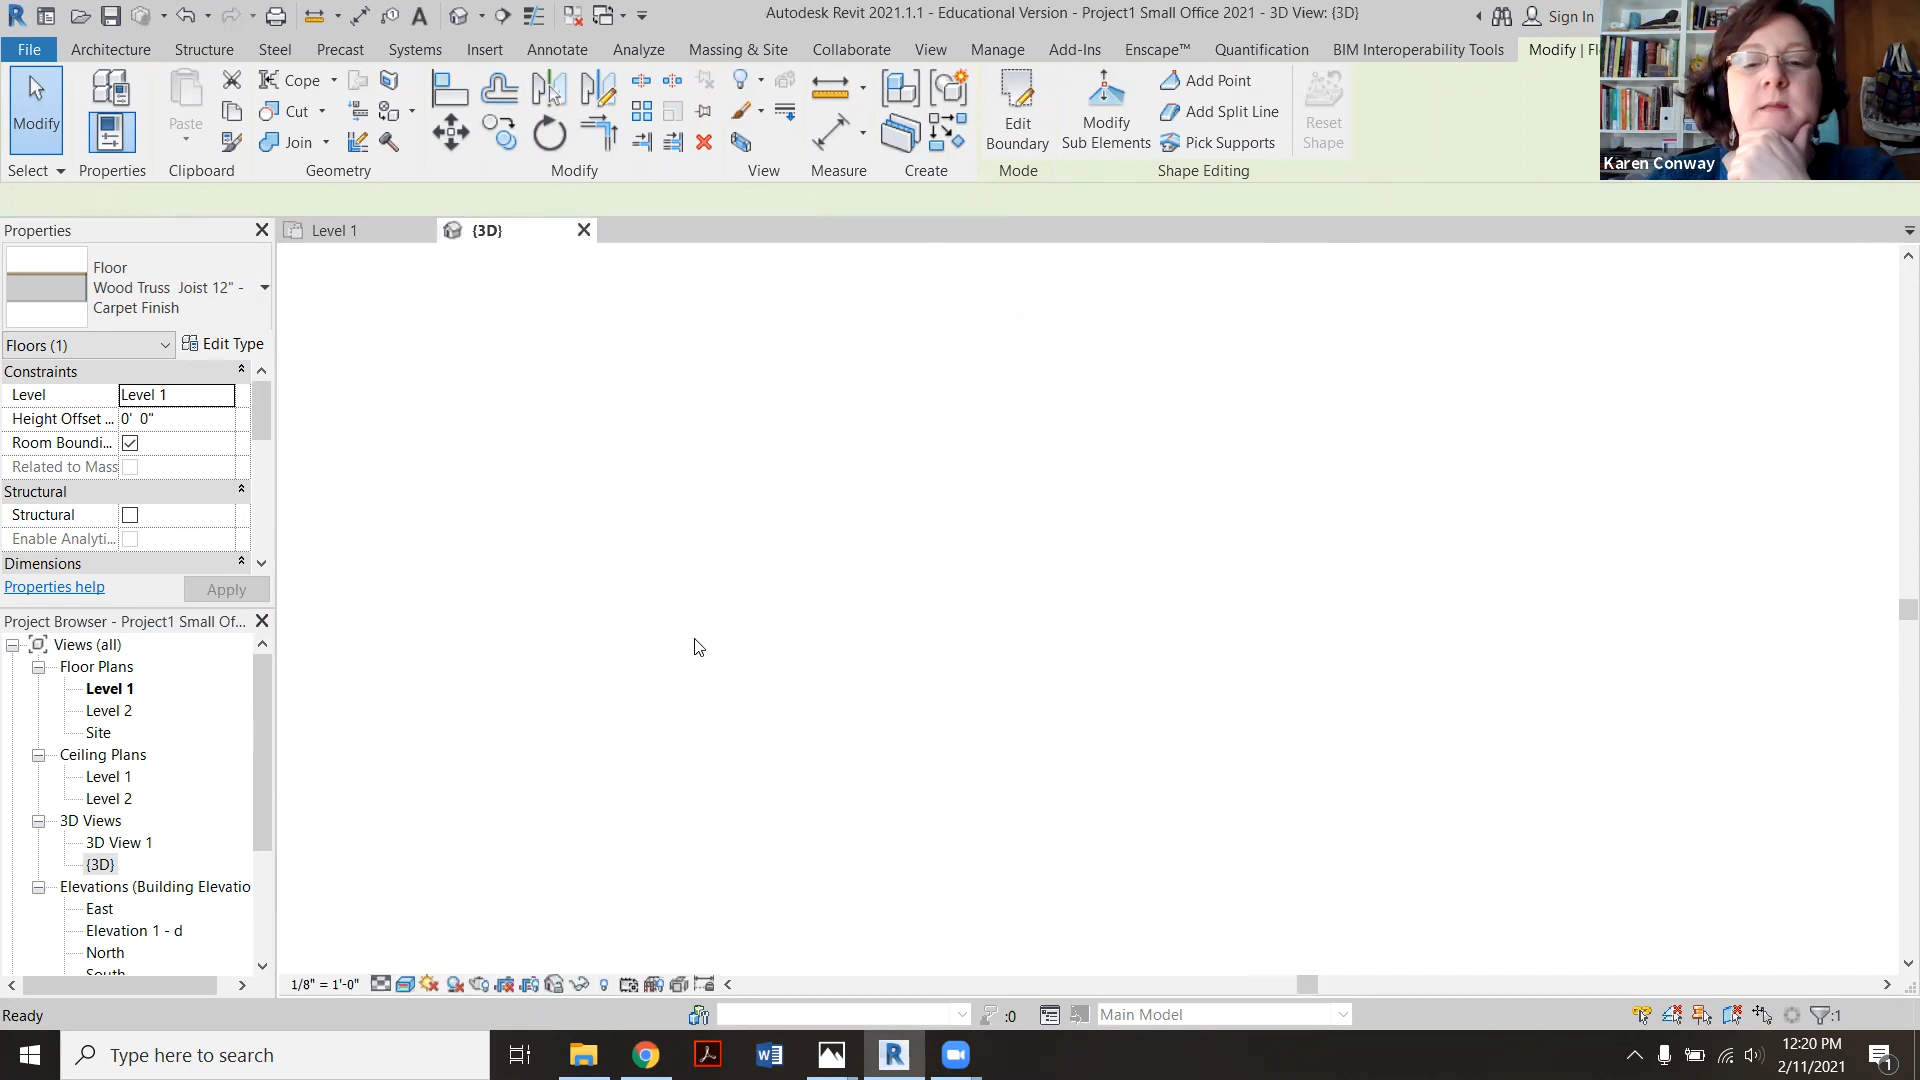 Autodesk Revit 2021.1.1 - Educational Version - Project1 Small Office 2021 - 3D View: {3D}
Sign In
File
Architecture
Structure
Steel
Precast
Systems
Insert
Annotate
Analyze
Massing & Site
Collaborate
View
Manage
Add-Ins
Enscape™
Quantification
BIM Interoperability Tools
Modify | Fl
Modify
Paste
Cope
Cut
Join
Edit
Boundary
Modify
Sub Elements
Add Point
Add Split Line
Pick Supports
Reset
Shape
Karen Conway
Select
Properties
Clipboard
Geometry
Modify
View
Measure
Create
Mode
Shape Editing
Properties
Level 1
{3D}
Floor
Wood Truss Joist 12" -
Carpet Finish
Floors (1)
Edit Type
Constraints
Level
Level 1
Height Offset ...
0' 0"
Room Boundi...
Related to Mass
Structural
Structural
Enable Analyti...
Dimensions
Properties help
Apply
Project Browser - Project1 Small Of...
Views (all)
Floor Plans
Level 1
Level 2
Site
Ceiling Plans
Level 1
Level 2
3D Views
3D View 1
{3D}
Elevations (Building Elevatio
East
Elevation 1 - d
North
South
1/8" = 1'-0"
Ready
:0
Main Model
:1
Type here to search
12:20 PM
2/11/2021
1